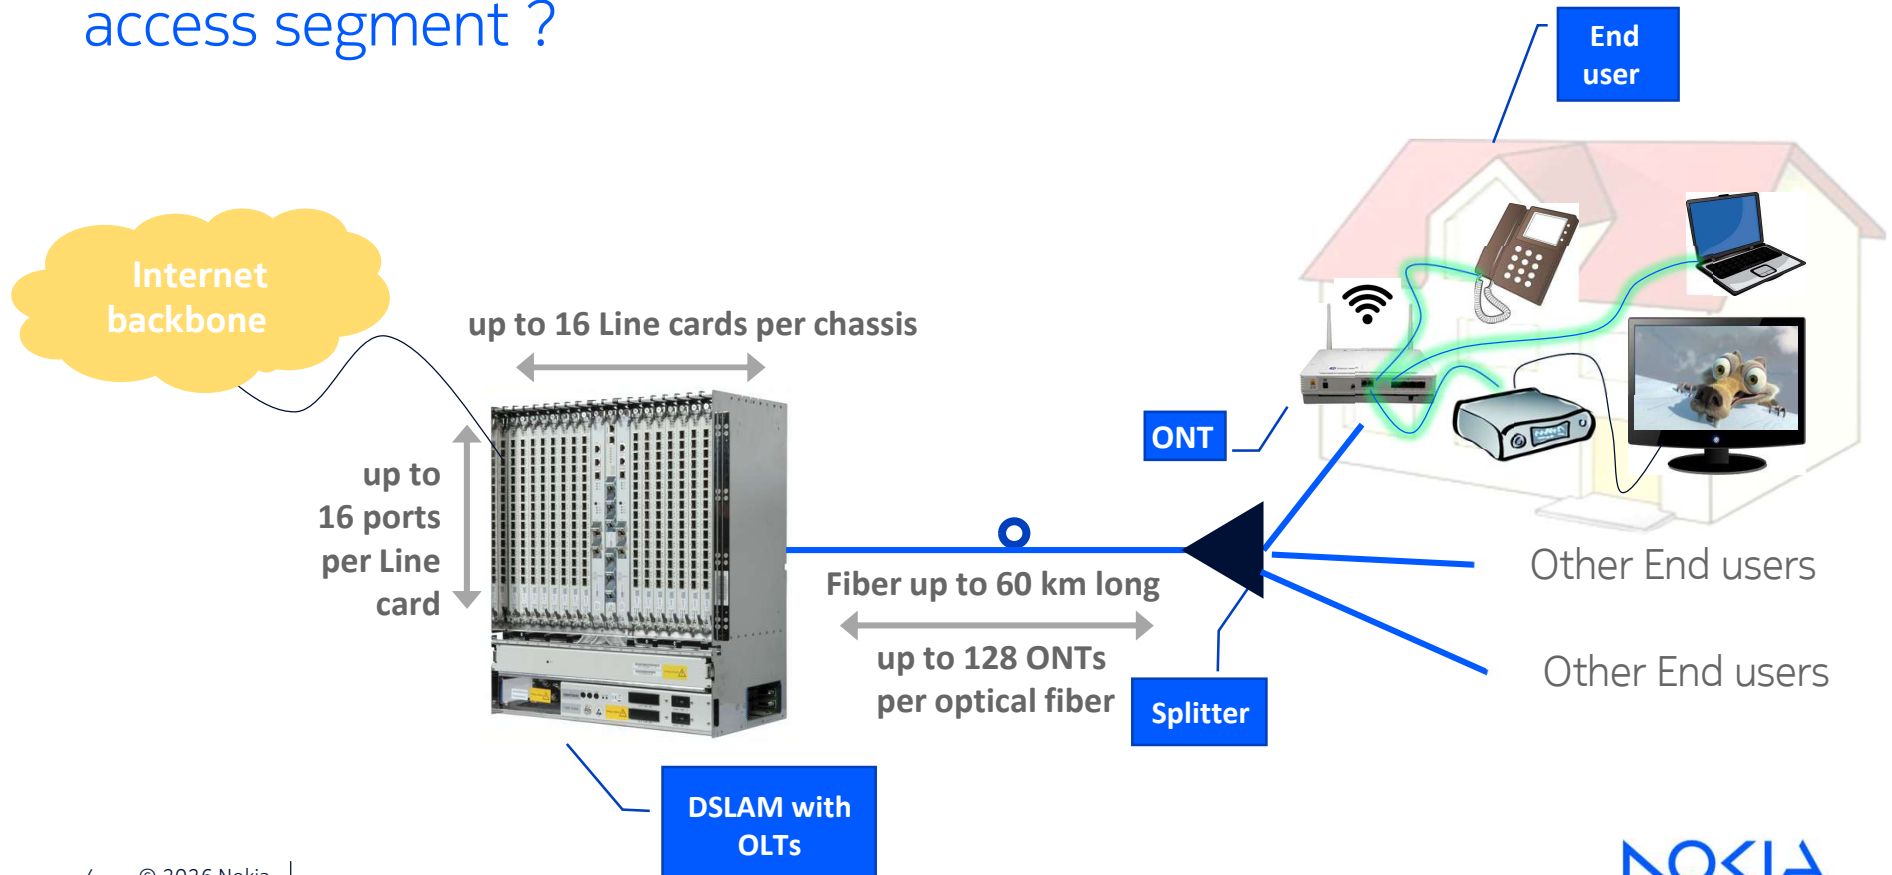 access segment ?
End
user
Internet
backbone
up to 16 Line cards per chassis
up to
16 ports
per Line
card
ONT
Fiber up to 60 km long
up to 128 ONTs
per optical fiber
Splitter
Other End users
Other End users
DSLAM with
OLTs
© 2026 Nokia
NOKIA